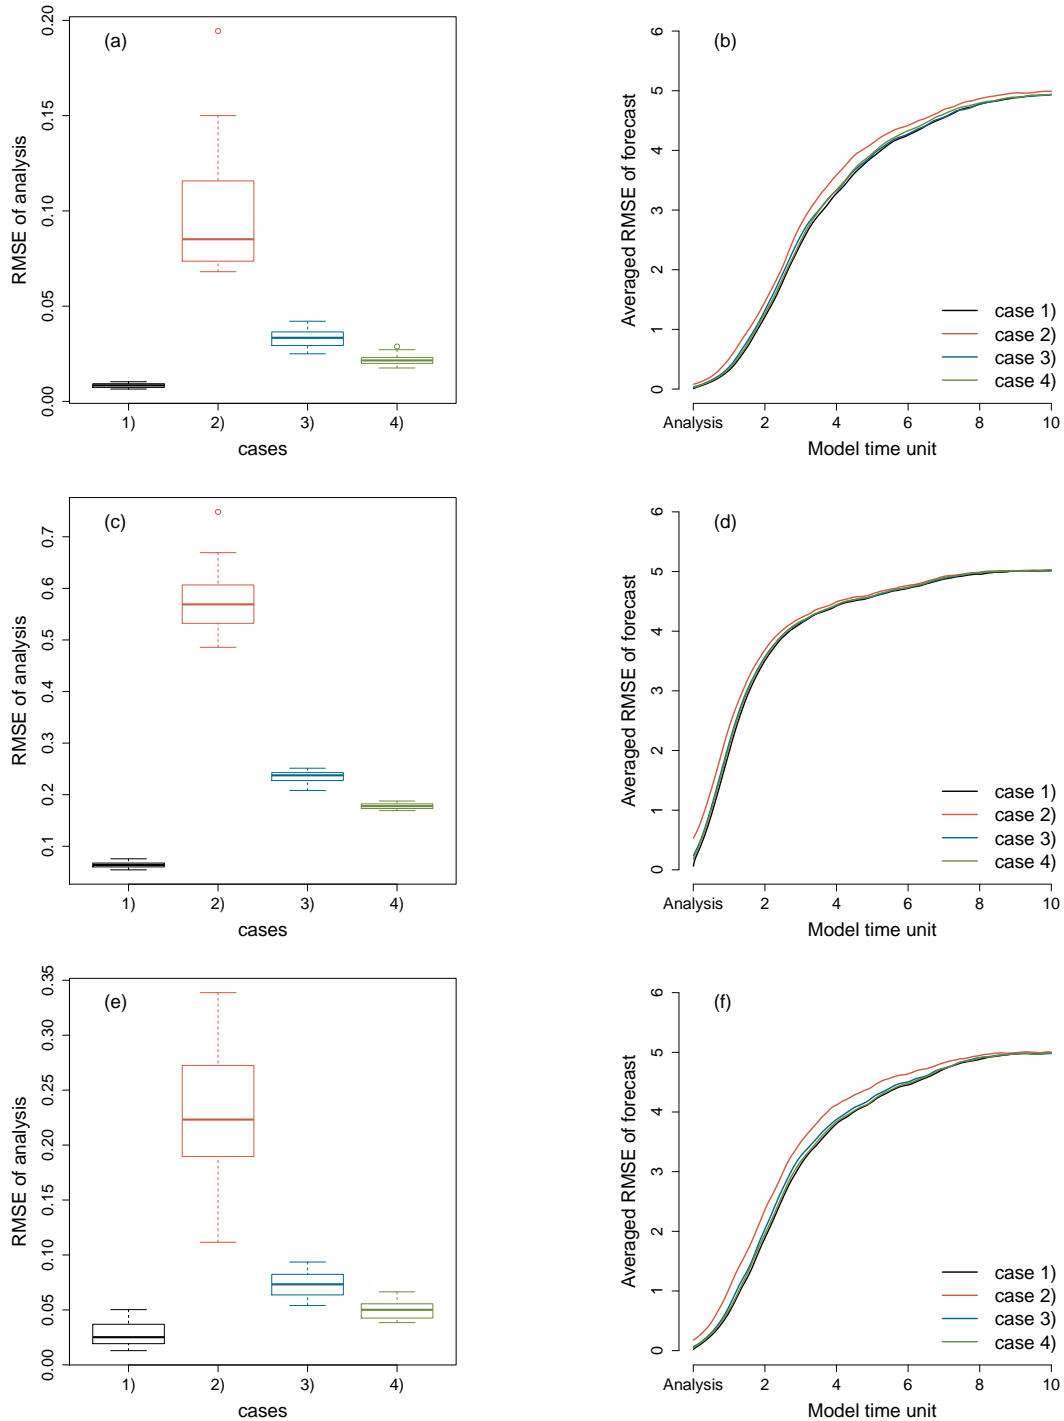 (a)
RMSE of analysis
0.00 0.05 0.10 0.15 0.20
1) 2) 3) 4)
cases
(b)
Averaged RMSE of forecast
0 1 2 3 4 5 6
case 1)
case 2)
case 3)
case 4)
Analysis 2 4 6 8 10
Model time unit
(c)
RMSE of analysis
0.1 0.2 0.3 0.4 0.5 0.6 0.7
1) 2) 3) 4)
cases
(d)
Averaged RMSE of forecast
0 1 2 3 4 5 6
case 1)
case 2)
case 3)
case 4)
Analysis 2 4 6 8 10
Model time unit
(e)
RMSE of analysis
0.00 0.05 0.10 0.15 0.20 0.25 0.30 0.35
1) 2) 3) 4)
cases
(f)
Averaged RMSE of forecast
0 1 2 3 4 5 6
case 1)
case 2)
case 3)
case 4)
Analysis 2 4 6 8 10
Model time unit